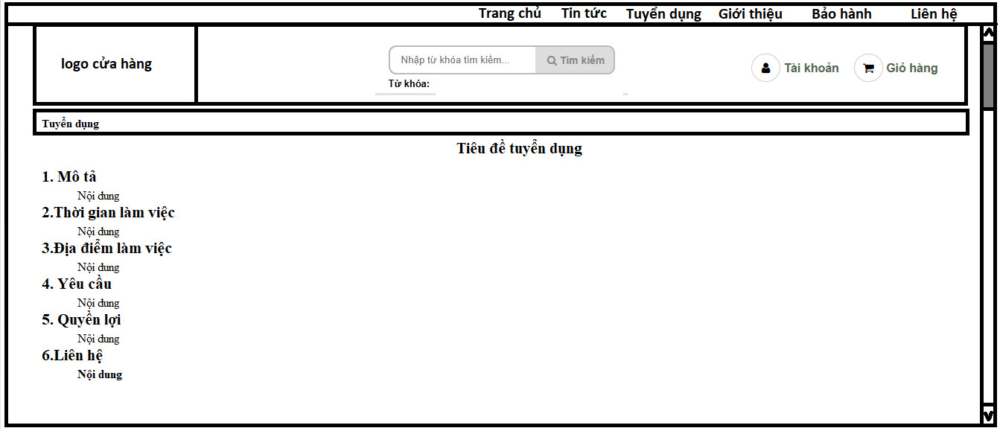 Trang chủ Tin tức Tuyển dụng Giới thiệu Bảo hành Liên hệ
logo cửa hàng
Nhập từ khóa tìm kiếm... Tìm kiếm
Tài khoản Giỏ hàng
Từ khóa:
Tuyển dụng
Tiêu đề tuyển dụng
1. Mô tả
Nội dung
2.Thời gian làm việc
Nội dung
3.Địa điểm làm việc
Nội dung
4. Yêu cầu
Nội dung
5. Quyền lợi
Nội dung
6.Liên hệ
Nội dung